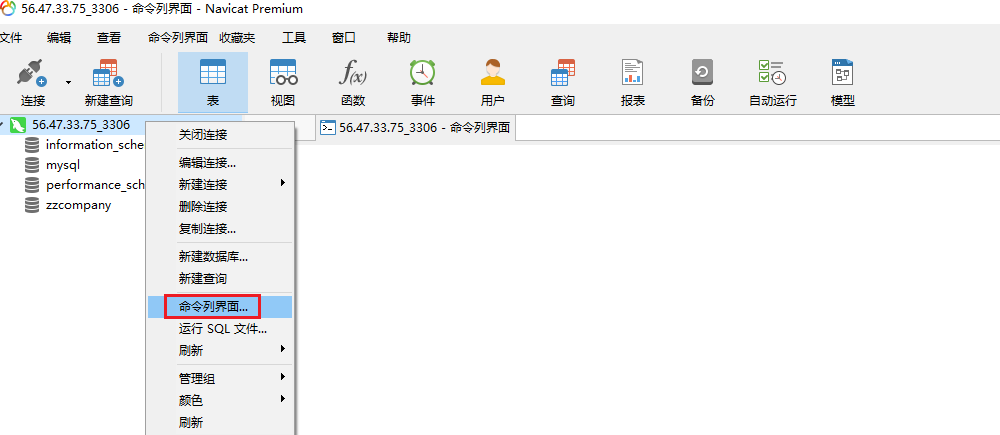 56.47.33.75_3306 - 命令列界面 - Navicat Premium
文件 编辑 查看 命令列界面 收藏夹 工具 窗口 帮助
连接 新建查询 表 视图 函数 事件 用户 查询 报表 备份 自动运行 模型
56.47.33.75_3306
56.47.33.75_3306 - 命令列界面
information_sche
mysql
performance_sch
zzcompany
关闭连接
编辑连接...
新建连接
删除连接
复制连接...
新建数据库...
新建查询
命令列界面...
运行 SQL 文件...
刷新
管理组
颜色
刷新